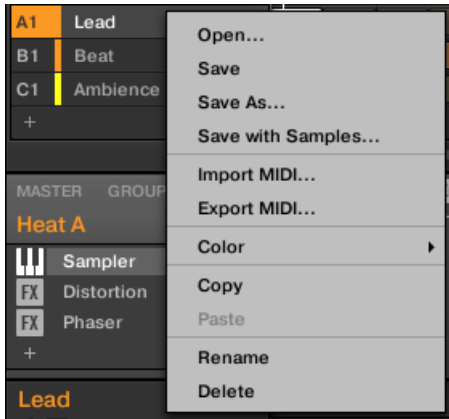 A1 Lead
B1 Beat
C1 Ambience
+
MASTER GROUP
Heat A
Sampler
FX Distortion
FX Phaser
+
Lead
Open...
Save
Save As...
Save with Samples...
Import MIDI...
Export MIDI...
Color
Copy
Paste
Rename
Delete